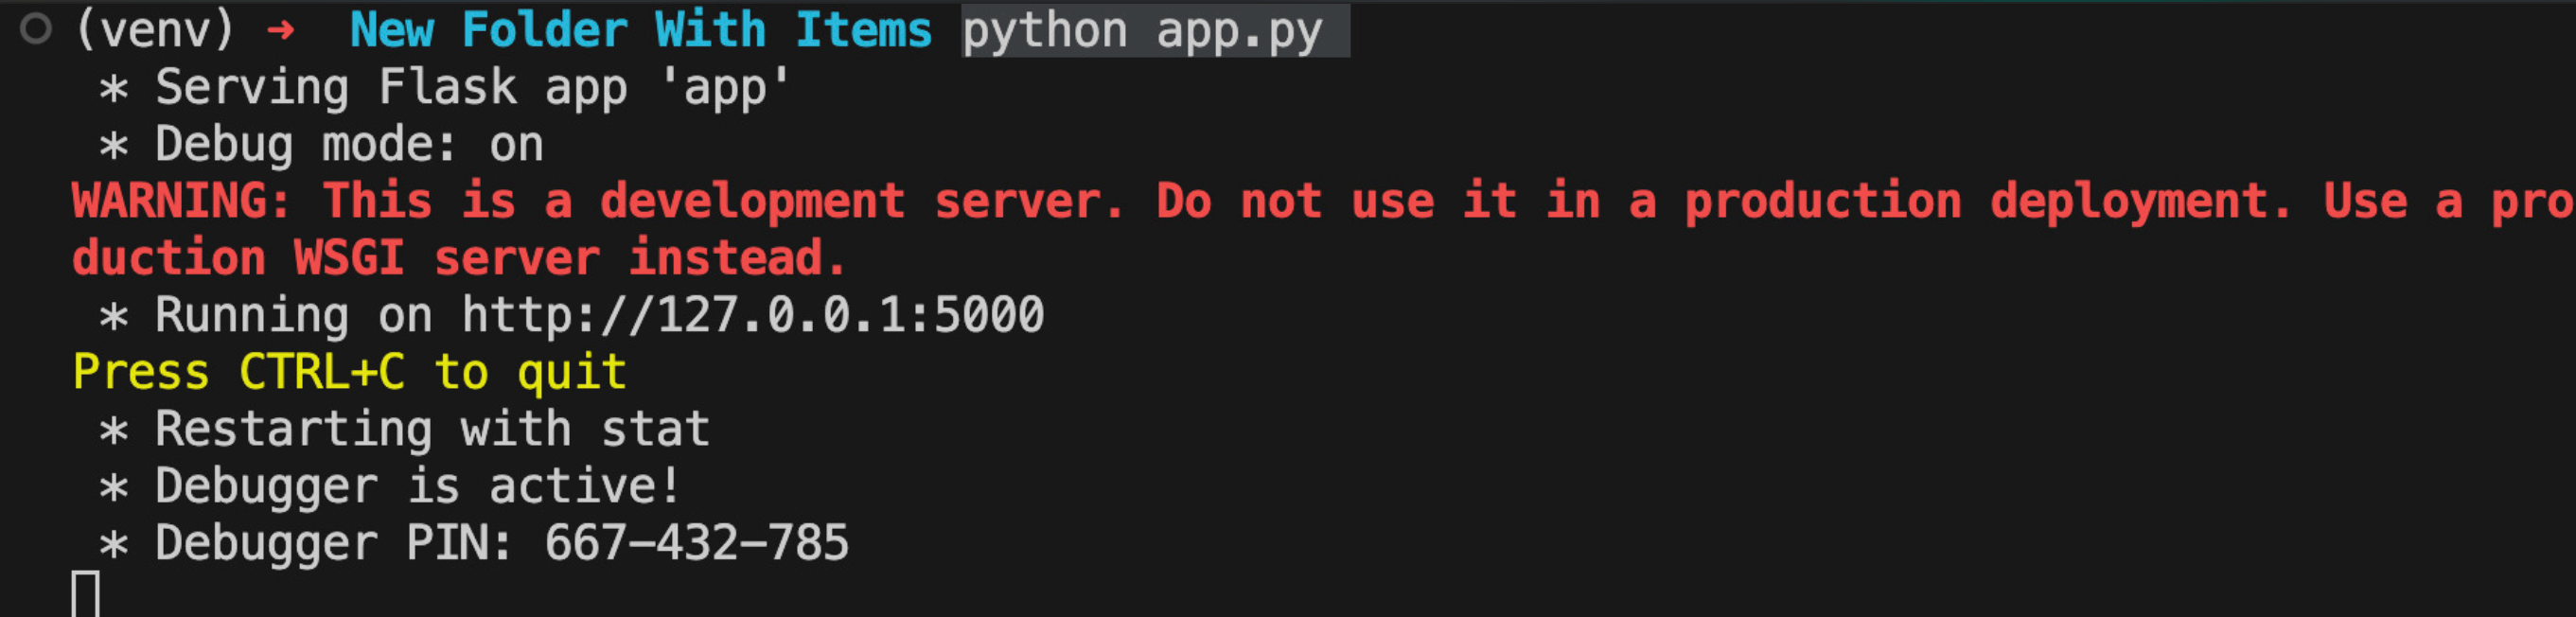 (venv) → New Folder With Items python app.py
* Serving Flask app 'app'
* Debug mode: on
WARNING: This is a development server. Do not use it in a production deployment. Use a pro
duction WSGI server instead.
* Running on http://127.0.0.1:5000
Press CTRL+C to quit
* Restarting with stat
* Debugger is active!
* Debugger PIN: 667-432-785